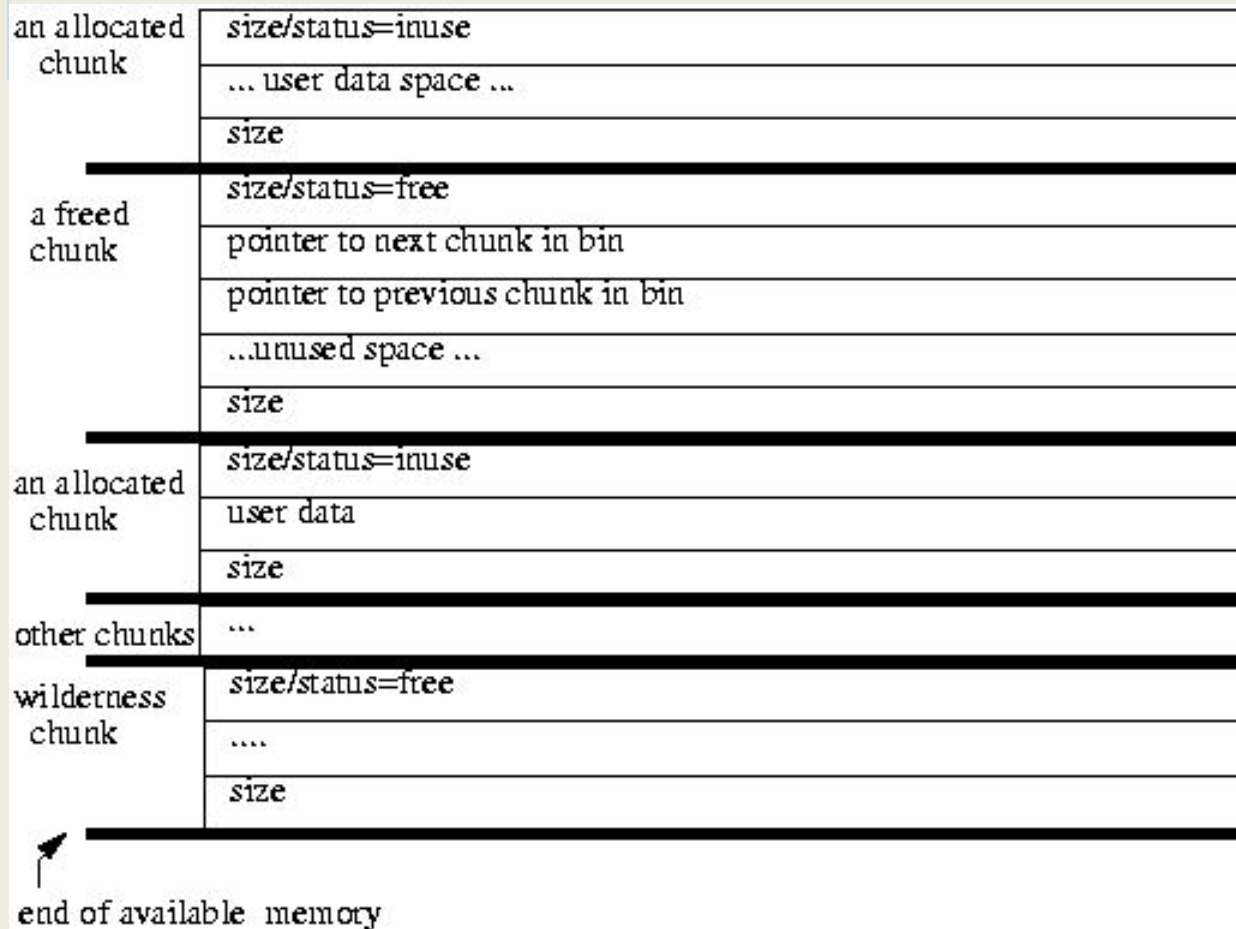 an allocated
chunk
size/status=inuse
... user data space ...
size
a freed
chunk
size/status=free
pointer to next chunk in bin
pointer to previous chunk in bin
...unused space ...
size
an allocated
chunk
size/status=inuse
user data
size
other chunks
...
wilderness
chunk
size/status=free
....
size
end of available memory